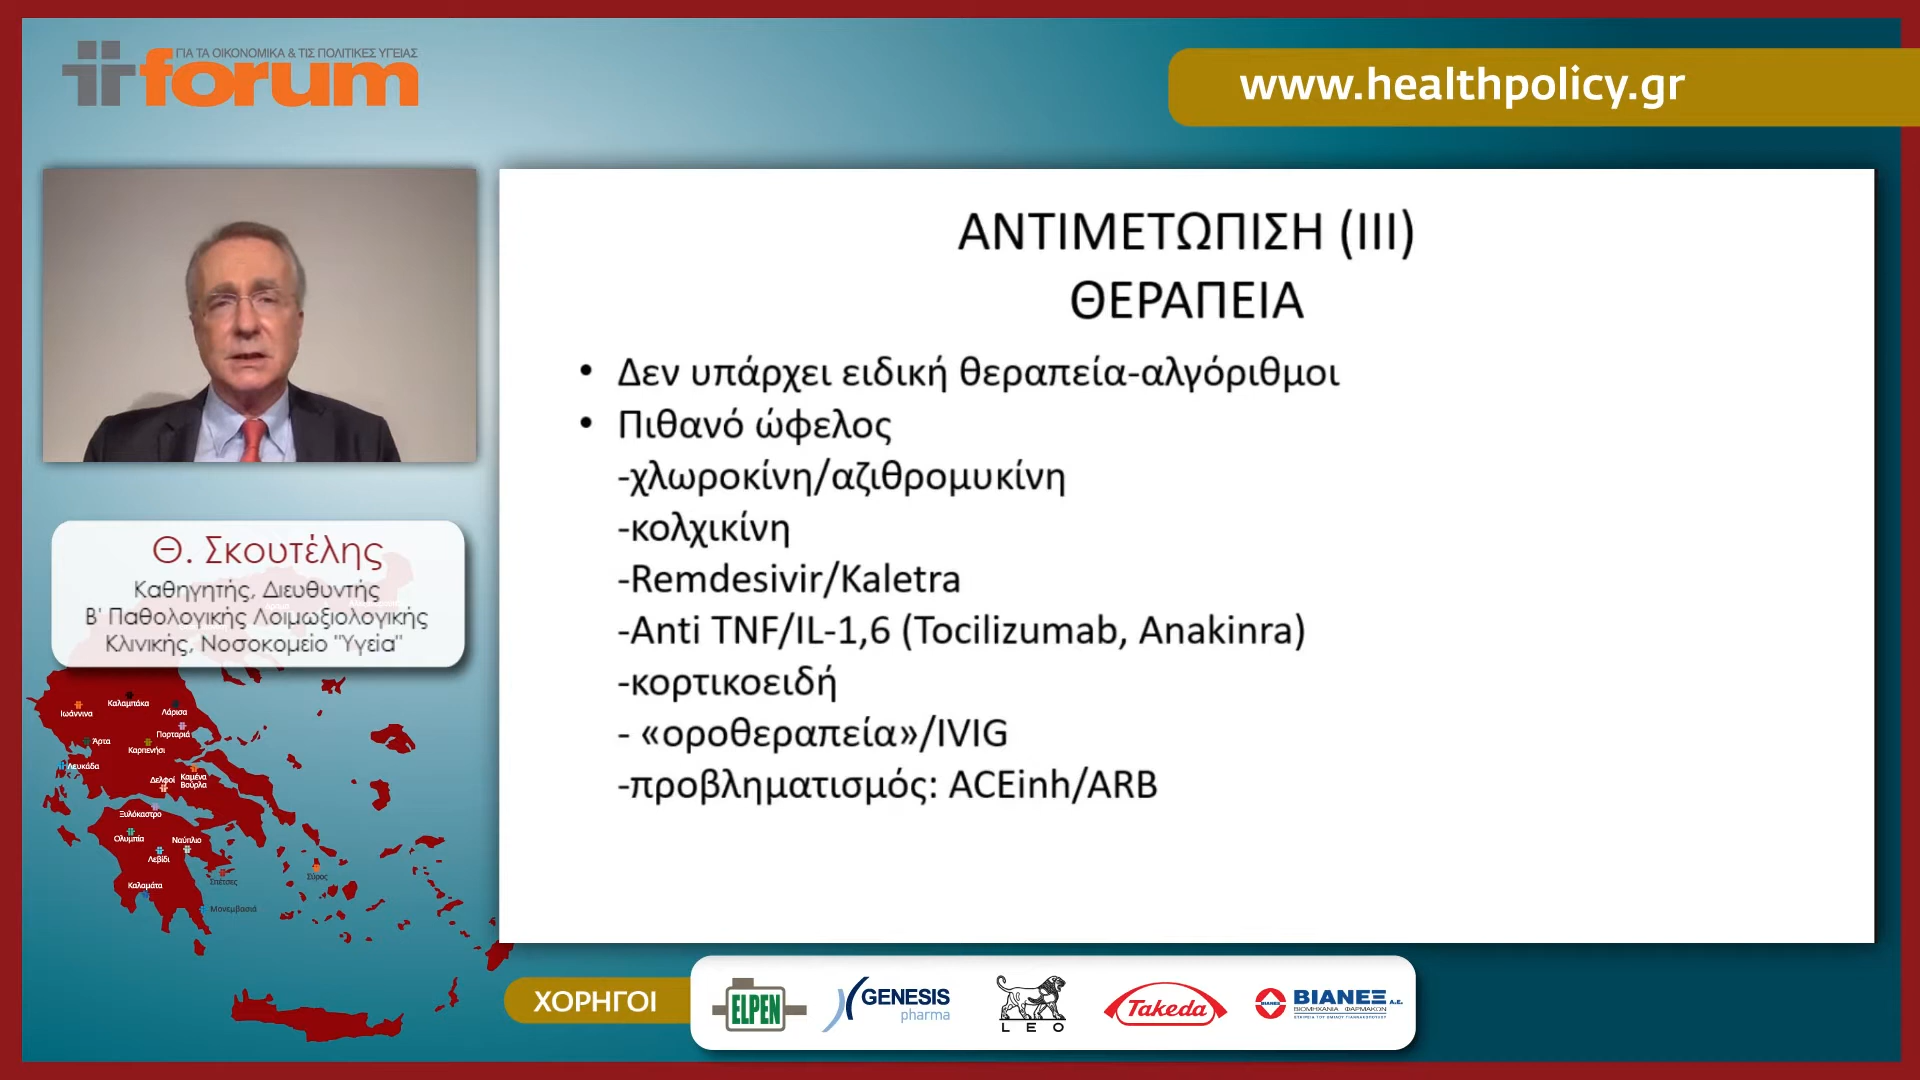 ΓΙΑ ΤΑ ΟΙΚΟΝΟΜΙΚΑ & ΤΙΣ ΠΟΛΙΤΙΚΕΣ ΥΓΕΙΑΣ
forum
www.healthpolicy.gr
ΑΝΤΙΜΕΤΩΠΙΣΗ (ΙΙΙ)
ΘΕΡΑΠΕΙΑ
• Δεν υπάρχει ειδική θεραπεία-αλγόριθμοι
• Πιθανό ώφελος
-χλωροκίνη/αζιθρομυκίνη
-κολχικίνη
-Remdesivir/Kaletra
-Anti TNF/IL-1,6 (Tocilizumab, Anakinra)
-κορτικοειδή
- «οροθεραπεία»/IVIG
-προβληματισμός: ACEinh/ARB
Θ. Σκουτέλης
Καθηγητής, Διευθυντής
Β' Παθολογικής Λοιμωξιολογικής
Κλινικής, Νοσοκομείο "Υγεία"
Ιωάννινα
Καλαμπάκα
Λάρισα
Πορταριά
Άρτα
Καρπενήσι
Λευκάδα
Δελφοί
Καμένα
Βούρλα
Ξυλόκαστρο
Ολυμπία
Ναύπλιο
Λεβίδι
Σπέτσες
Σύρος
Καλαμάτα
Μονεμβασιά
ΧΟΡΗΓΟΙ
ELPEN
GENESIS
pharma
LEO
Takeda
ΒΙΑΝΕΞ Α.Ε.
ΒΙΟΜΗΧΑΝΙΑ ΦΑΡΜΑΚΩΝ